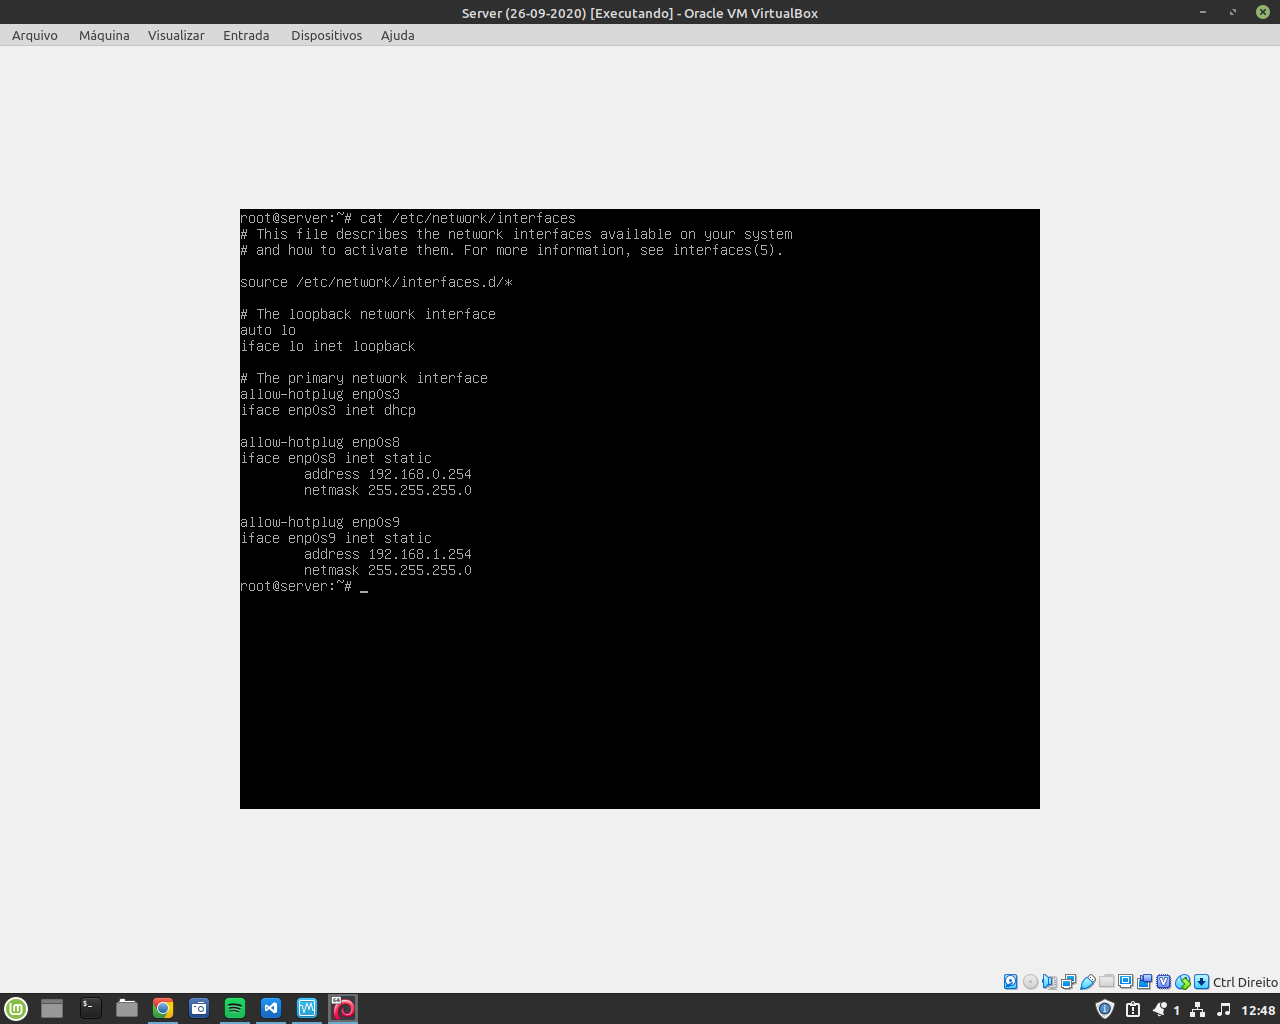 Server (26-09-2020) [Executando] - Oracle VM VirtualBox
Arquivo Máquina Visualizar Entrada Dispositivos Ajuda
root@server:~# cat /etc/network/interfaces
# This file describes the network interfaces available on your system
# and how to activate them. For more information, see interfaces(5).
source /etc/network/interfaces.d/*
# The loopback network interface
auto lo
iface lo inet loopback
# The primary network interface
allow-hotplug enp0s3
iface enp0s3 inet dhcp
allow-hotplug enp0s8
iface enp0s8 inet static
address 192.168.0.254
netmask 255.255.255.0
allow-hotplug enp0s9
iface enp0s9 inet static
address 192.168.1.254
netmask 255.255.255.0
root@server:~# _
Ctrl Direito
1 12:48